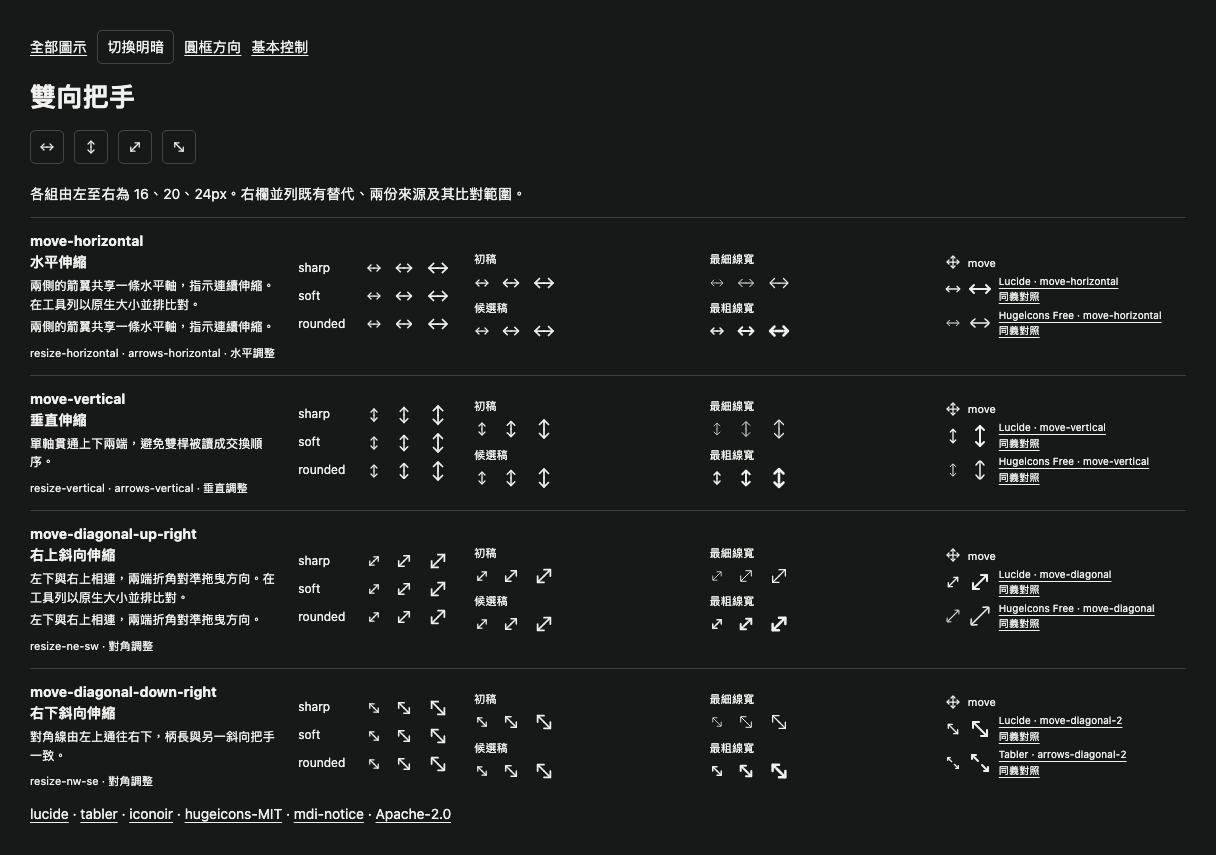 全部圖示 切換明暗 圓框方向 基本控制
雙向把手
各組由左至右為 16、20、24px。右欄並列既有替代、兩份來源及其比對範圍。
move-horizontal
水平伸縮
兩側的箭翼共享一條水平軸，指示連續伸縮。
在工具列以原生大小並排比對。
兩側的箭翼共享一條水平軸，指示連續伸縮。
resize-horizontal · arrows-horizontal · 水平調整
sharp
soft
rounded
初稿
候選稿
最細線寬
最粗線寬
move
Lucide · move-horizontal
同義對照
Hugeicons Free · move-horizontal
同義對照
move-vertical
垂直伸縮
單軸貫通上下兩端，避免雙桿被讀成交換順
序。
resize-vertical · arrows-vertical · 垂直調整
sharp
soft
rounded
初稿
候選稿
最細線寬
最粗線寬
move
Lucide · move-vertical
同義對照
Hugeicons Free · move-vertical
同義對照
move-diagonal-up-right
右上斜向伸縮
左下與右上相連，兩端折角對準拖曳方向。在
工具列以原生大小並排比對。
左下與右上相連，兩端折角對準拖曳方向。
resize-ne-sw · 對角調整
sharp
soft
rounded
初稿
候選稿
最細線寬
最粗線寬
move
Lucide · move-diagonal
同義對照
Hugeicons Free · move-diagonal
同義對照
move-diagonal-down-right
右下斜向伸縮
對角線由左上通往右下，柄長與另一斜向把手
一致。
resize-nw-se · 對角調整
sharp
soft
rounded
初稿
候選稿
最細線寬
最粗線寬
move
Lucide · move-diagonal-2
同義對照
Tabler · arrows-diagonal-2
同義對照
lucide · tabler · iconoir · hugeicons-MIT · mdi-notice · Apache-2.0